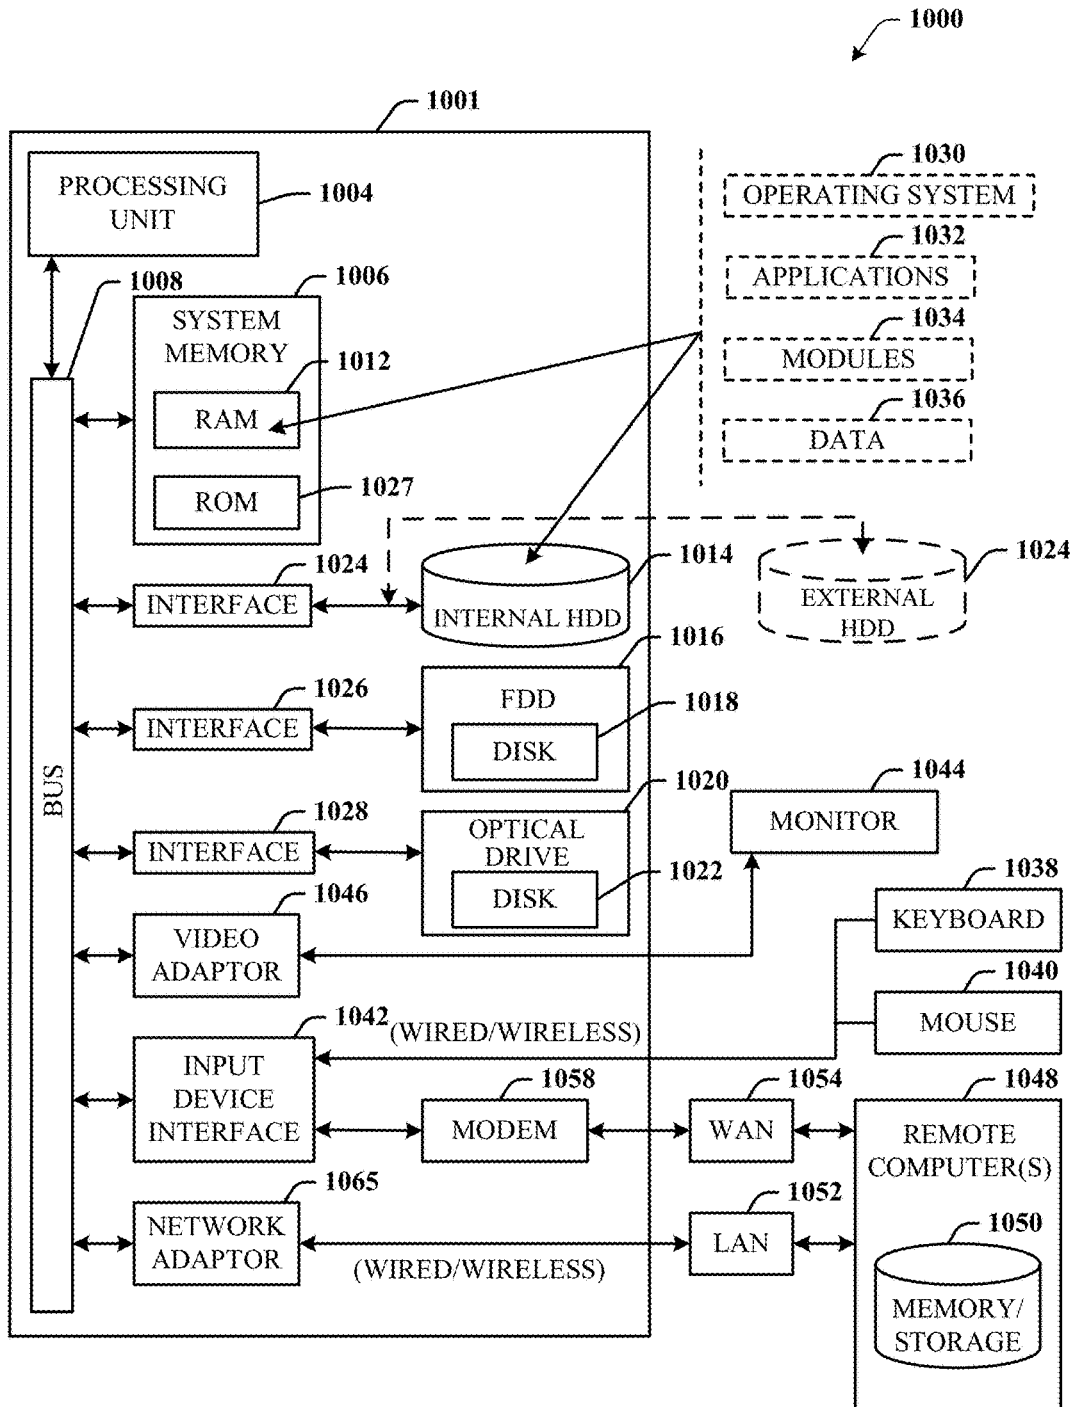 1000
1001
PROCESSING
UNIT
1004
1030
OPERATING SYSTEM
1032
APPLICATIONS
1034
MODULES
1036
DATA
1008
1006
SYSTEM
MEMORY
1012
RAM
1027
ROM
1024
INTERFACE
1014
INTERNAL HDD
1024
EXTERNAL
HDD
1026
INTERFACE
1016
FDD
1018
DISK
BUS
1028
INTERFACE
1020
OPTICAL
DRIVE
1022
DISK
1044
MONITOR
1046
VIDEO
ADAPTOR
1038
KEYBOARD
1040
MOUSE
1042
(WIRED/WIRELESS)
INPUT
DEVICE
INTERFACE
1058
MODEM
1054
WAN
1048
REMOTE
COMPUTER(S)
1065
NETWORK
ADAPTOR
(WIRED/WIRELESS)
1052
LAN
1050
MEMORY/
STORAGE